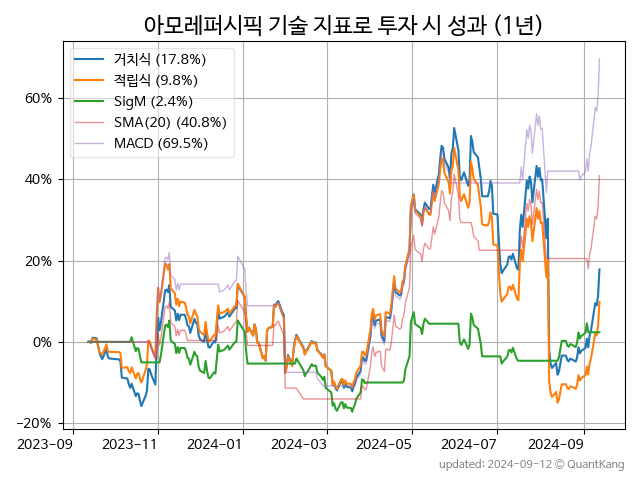 아모레퍼시픽 기술 지표로 투자 시 성과 (1년)
거치식 (17.8%)
적립식 (9.8%)
SigM (2.4%)
SMA(20) (40.8%)
MACD (69.5%)
60%
40%
20%
0%
−20%
2023-09 2023-11 2024-01 2024-03 2024-05 2024-07 2024-09
updated: 2024-09-12 © QuantKang